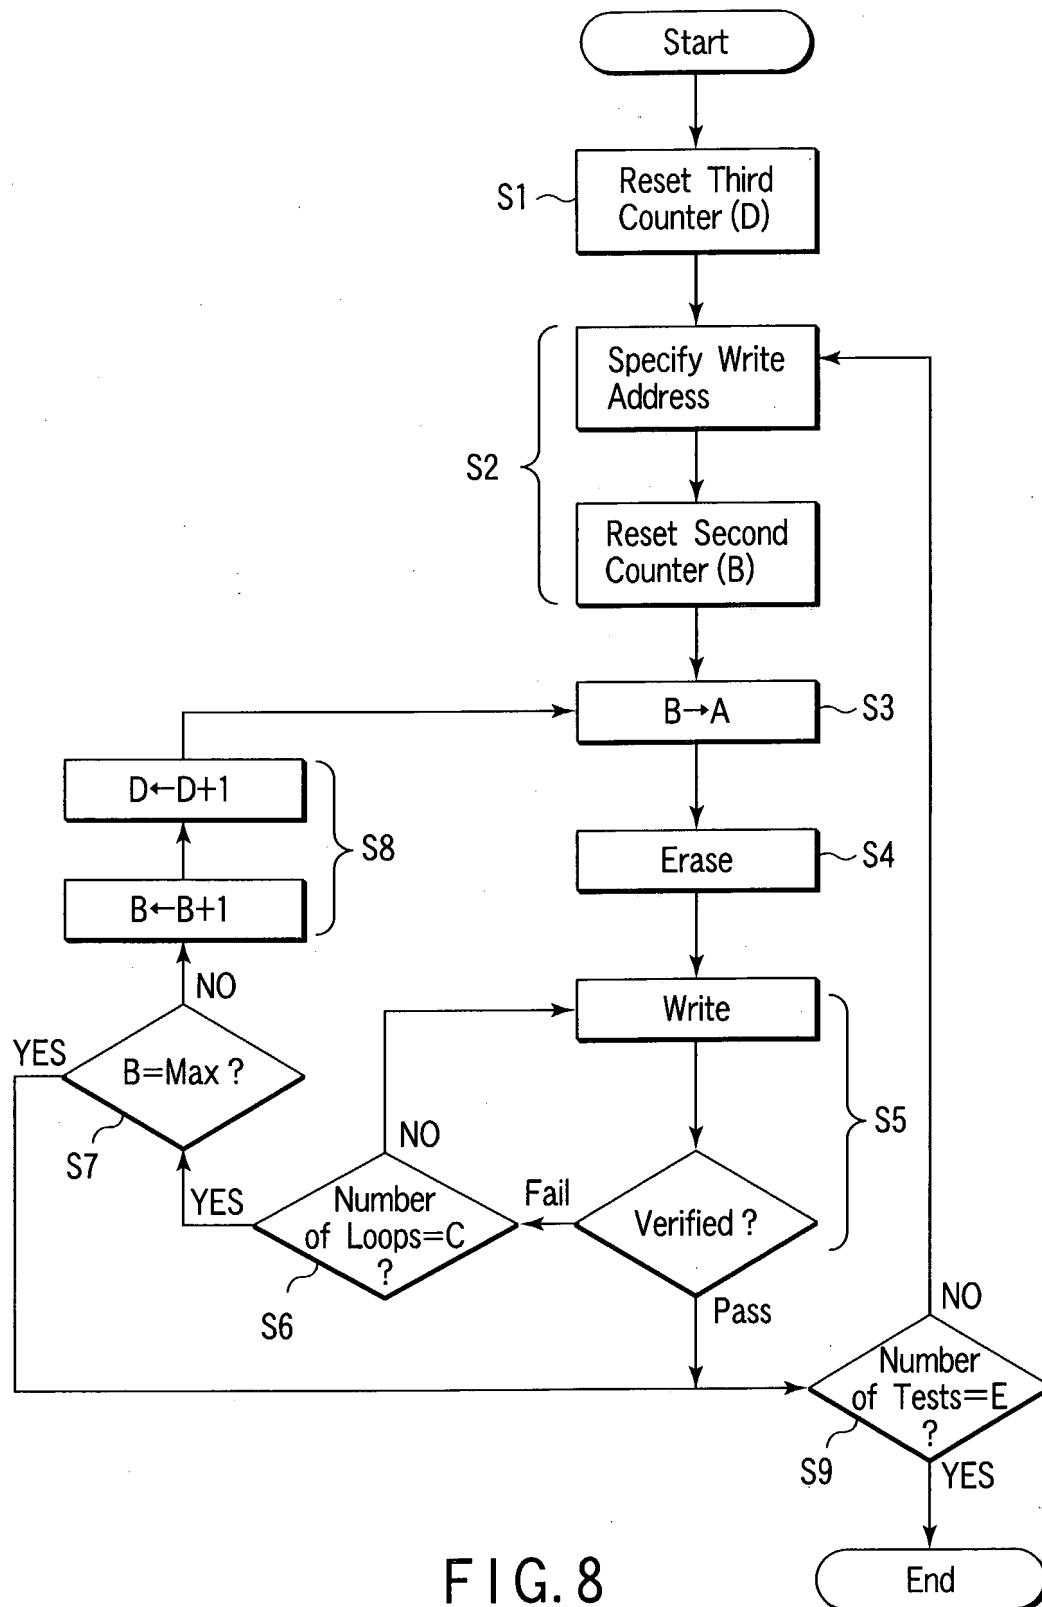 Start
Reset Third
Counter (D)
S1
Specify Write
Address
S2
Reset Second
Counter (B)
B→A
S3
D←D+1
S8
Erase
S4
B←B+1
NO
Write
YES
B=Max ?
S7
S5
NO
YES
Number
of Loops=C
?
Fail
Verified ?
S6
Pass
NO
Number
of Tests=E
?
S9
YES
End
FIG. 8